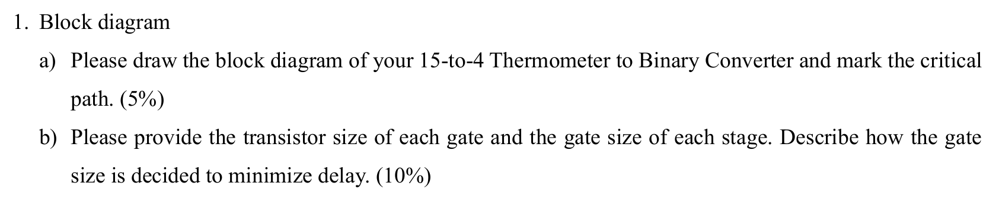 1. Block diagram
a) Please draw the block diagram of your 15-to-4 Thermometer to Binary Converter and mark the critical
path. (5%)
b) Please provide the transistor size of each gate and the gate size of each stage. Describe how the gate
size is decided to minimize delay. (10%)